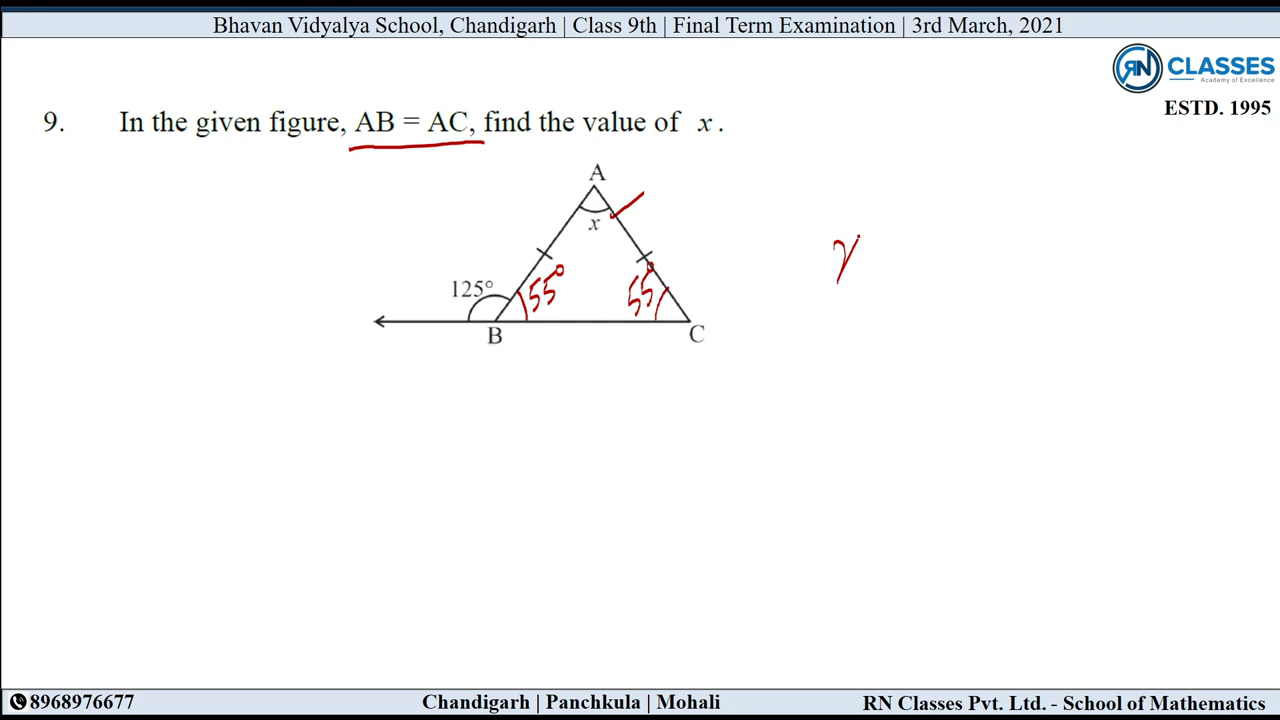 Bhavan Vidyalya School, Chandigarh | Class 9th | Final Term Examination | 3rd March, 2021
RN CLASSES
Academy of Excellence
ESTD. 1995
9. In the given figure, AB = AC, find the value of x.
A
x
125°
55°
55°
B
C
8968976677
Chandigarh | Panchkula | Mohali
RN Classes Pvt. Ltd. - School of Mathematics